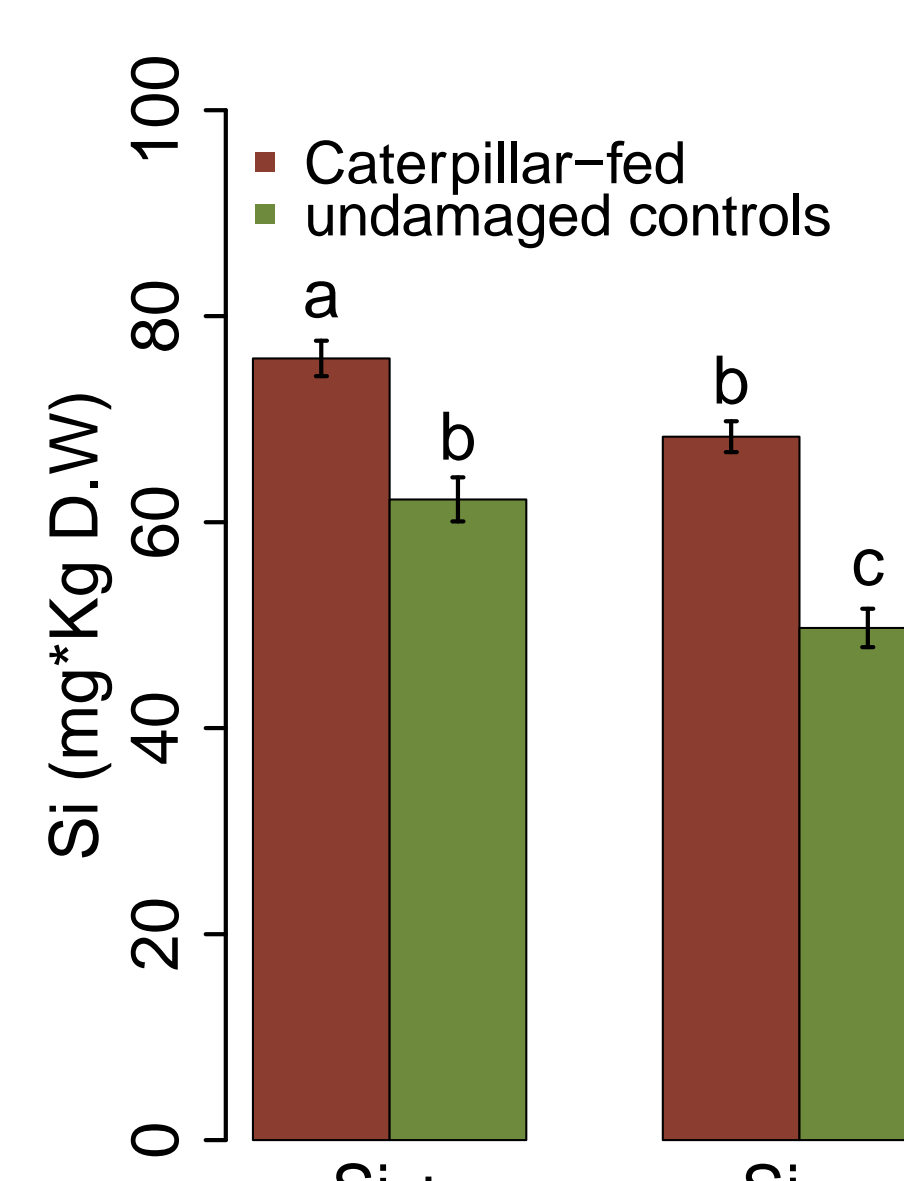 100
80
60
40
20
0
Si (mg*Kg D.W)
Caterpillar−fed
undamaged controls
a
b
b
c